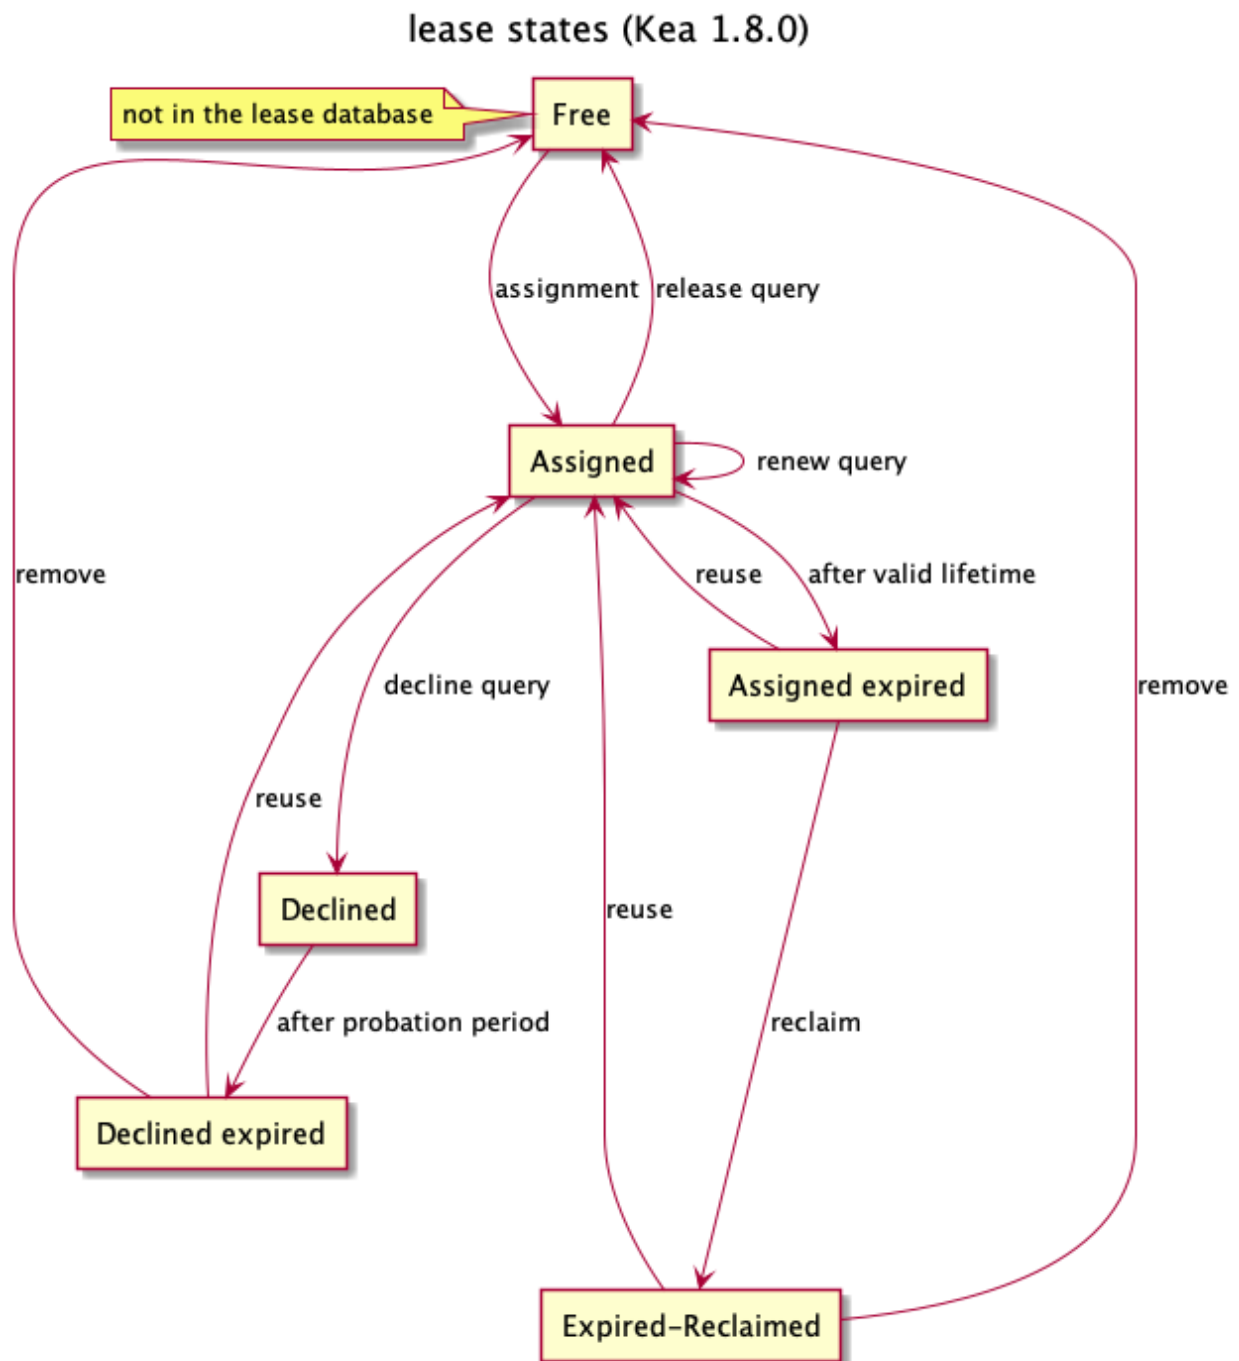 lease states (Kea 1.8.0)
not in the lease database
Free
assignment
release query
Assigned
renew query
remove
reuse
after valid lifetime
decline query
Assigned expired
remove
reuse
Declined
reuse
after probation period
reclaim
Declined expired
Expired-Reclaimed